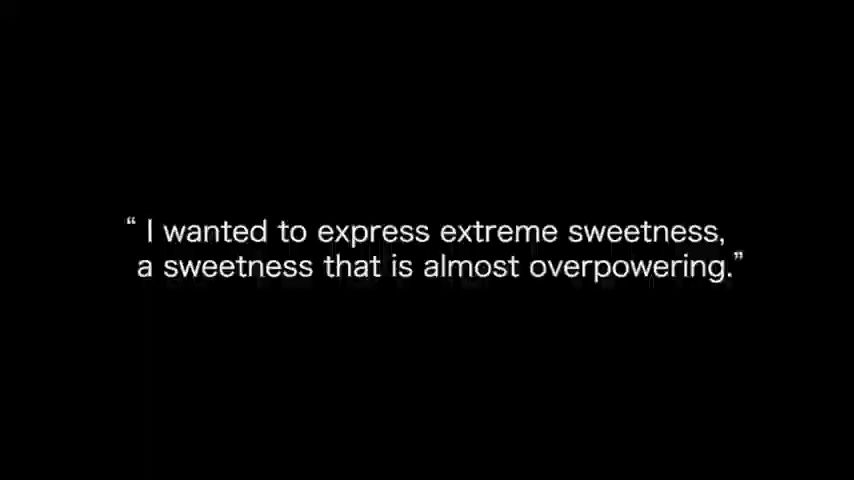 “ I wanted to express extreme sweetness,
a sweetness that is almost overpowering.”